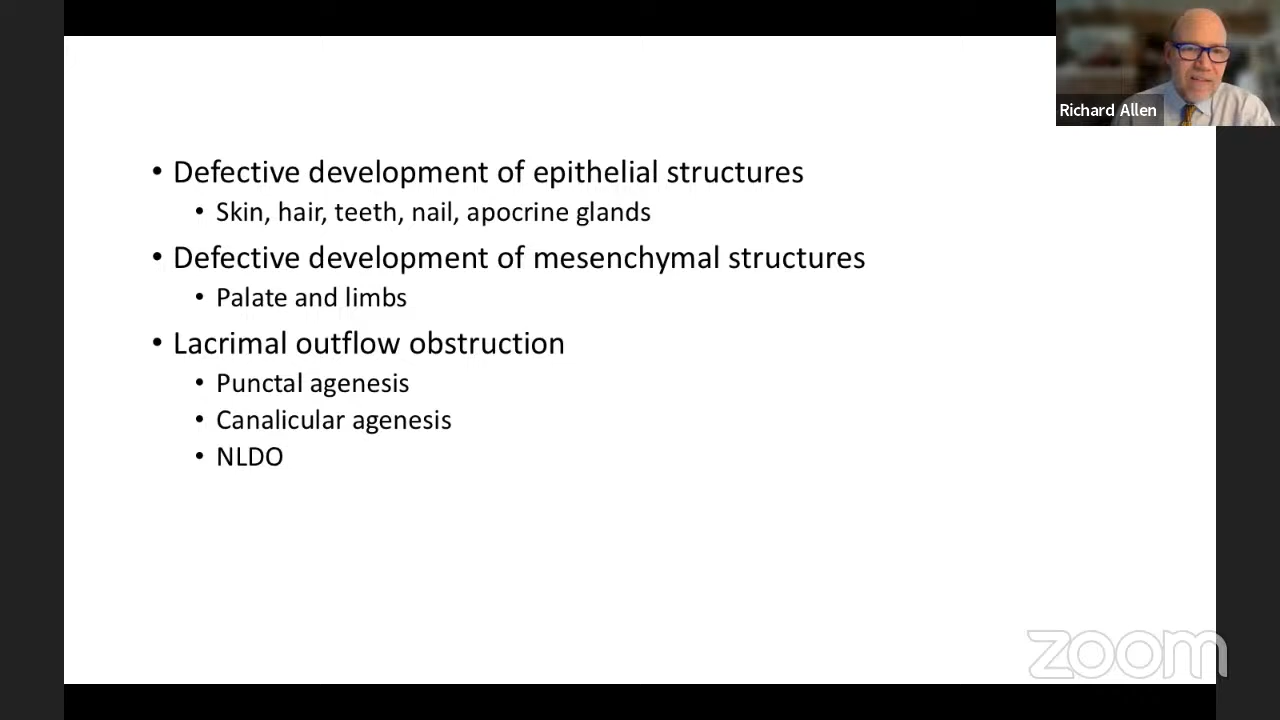 Richard Allen
• Defective development of epithelial structures
• Skin, hair, teeth, nail, apocrine glands
• Defective development of mesenchymal structures
• Palate and limbs
• Lacrimal outflow obstruction
• Punctal agenesis
• Canalicular agenesis
• NLDO
zoom